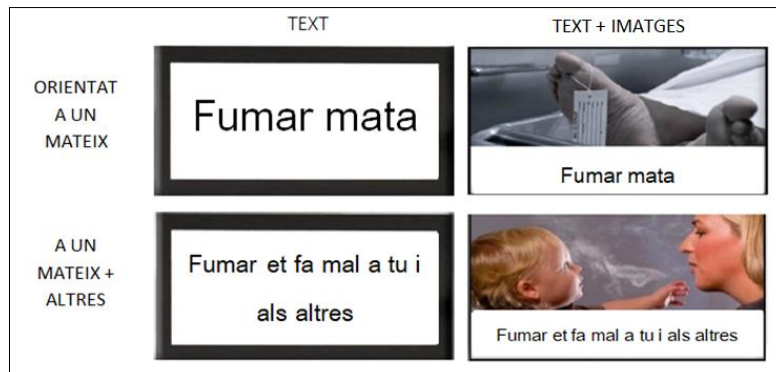 TEXT
TEXT + IMATGES
ORIENTAT
A UN
MATEIX
Fumar mata
Fumar mata
A UN
MATEIX +
ALTRES
Fumar et fa mal a tu i
als altres
Fumar et fa mal a tu i als altres